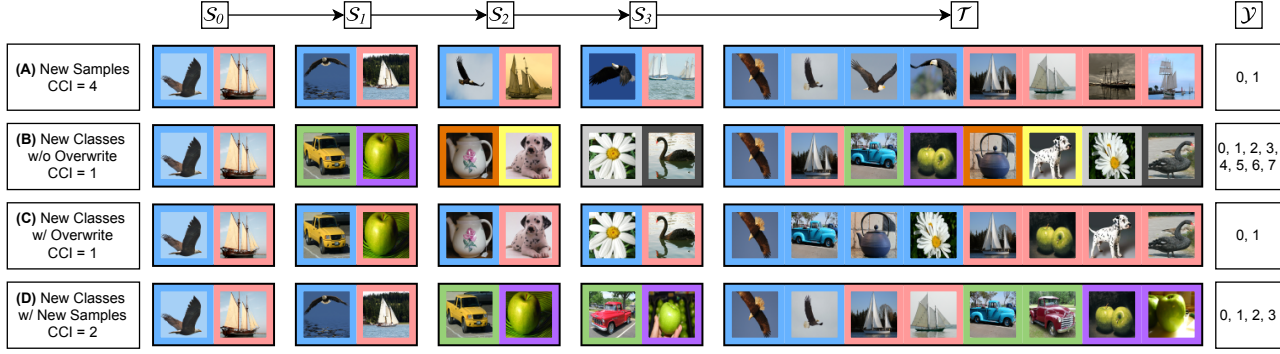 S₀ S₁ S₂ S₃ T Y
(A) New Samples
CCI = 4
0, 1
(B) New Classes
w/o Overwrite
CCI = 1
0, 1, 2, 3,
4, 5, 6, 7
(C) New Classes
w/ Overwrite
CCI = 1
0, 1
(D) New Classes
w/ New Samples
CCI = 2
0, 1, 2, 3